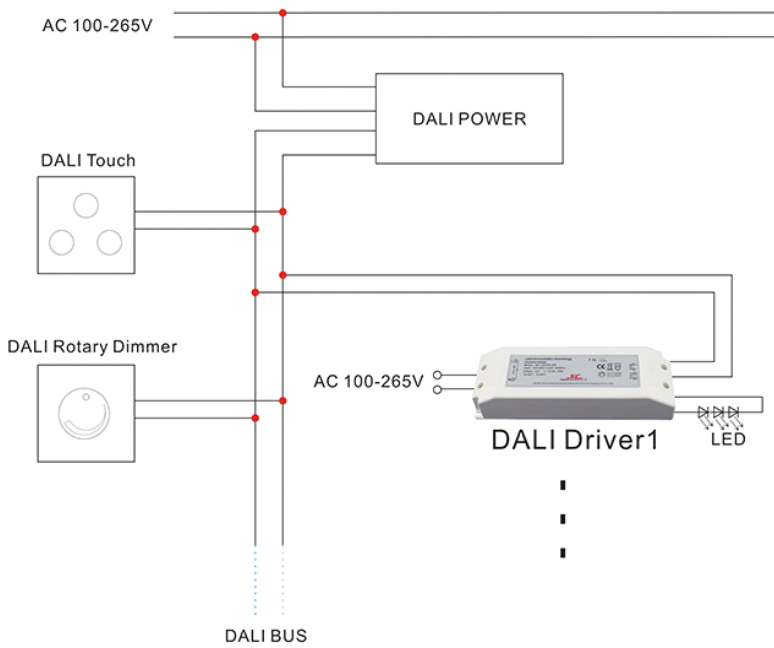 AC 100-265V
DALI POWER
DALI Touch
DALI Rotary Dimmer
AC 100-265V
DALI Driver1
LED
DALI BUS